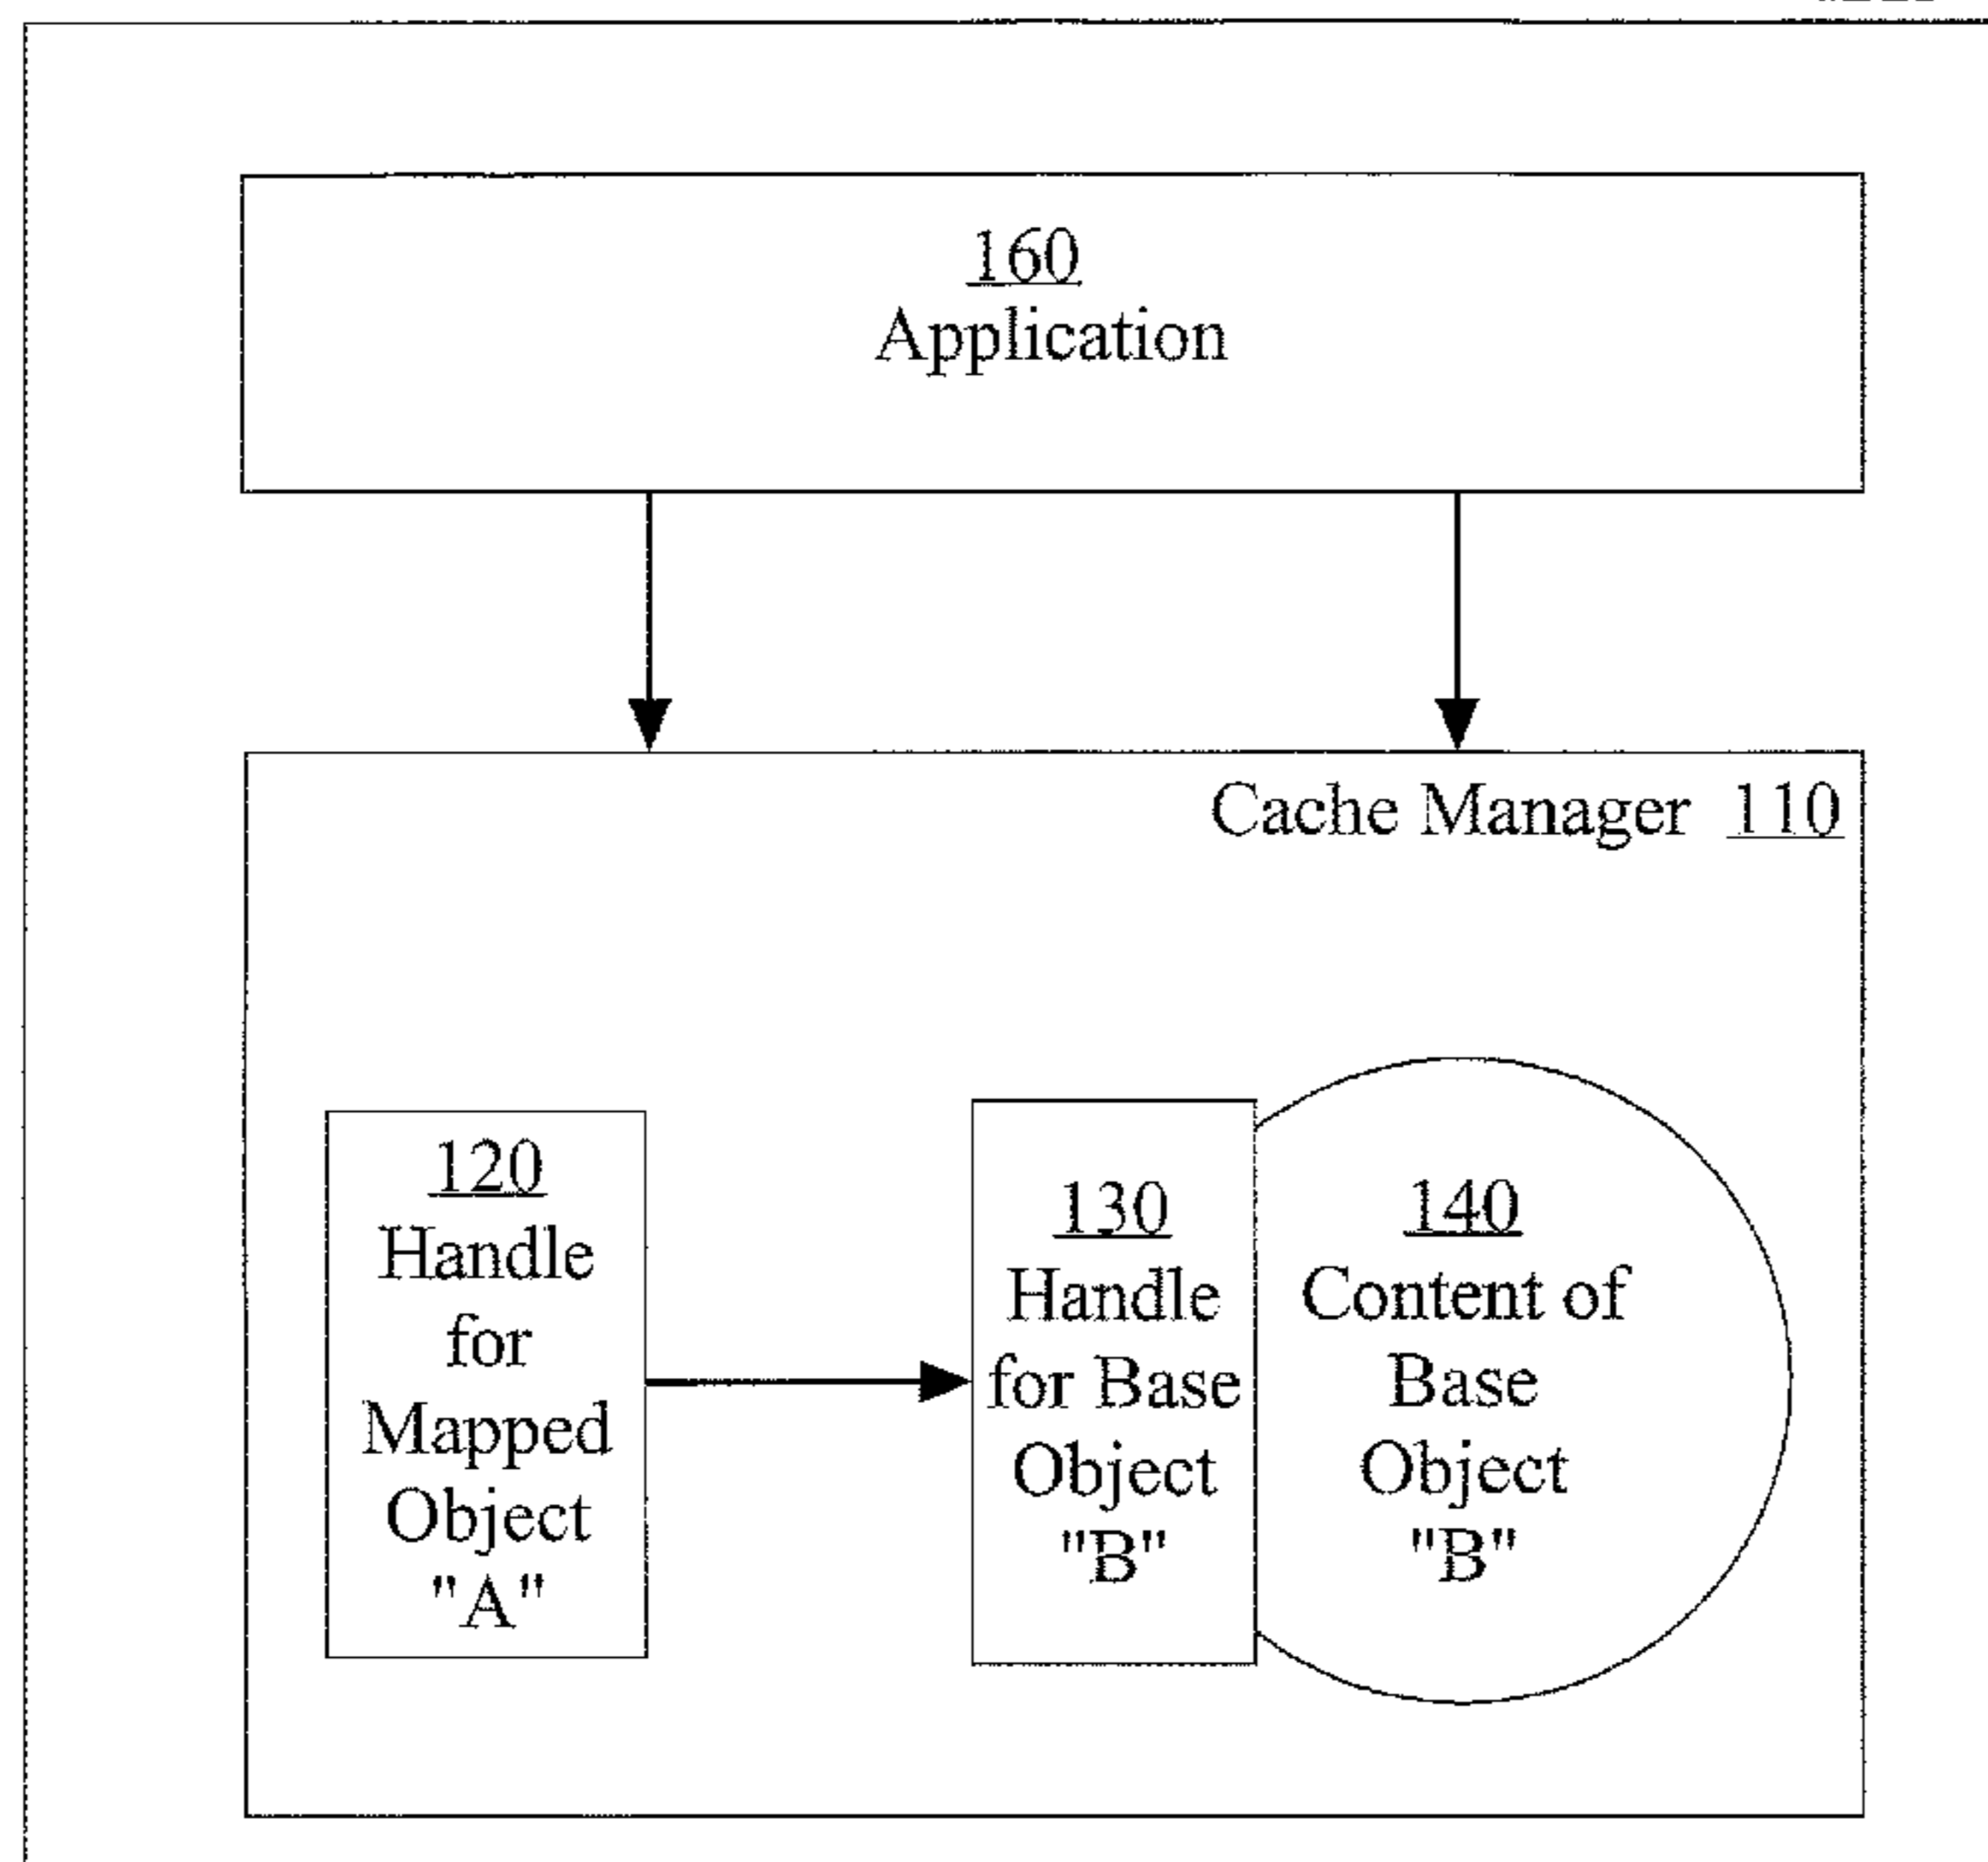 160
Application
Cache Manager 110
120
Handle
for
Mapped
Object
"A"
130
Handle
for Base
Object
"B"
140
Content of
Base
Object
"B"